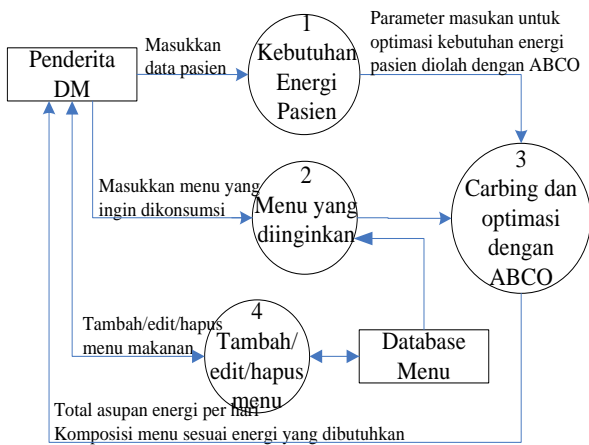 Penderita
DM
Masukkan
data pasien
1
Kebutuhan
Energi
Pasien
Parameter masukan untuk
optimasi kebutuhan energi
pasien diolah dengan ABCO
Masukkan menu yang
ingin dikonsumsi
2
Menu yang
diinginkan
3
Carbing dan
optimasi
dengan
ABCO
Tambah/edit/hapus
menu makanan
4
Tambah/
edit/hapus
menu
Database
Menu
Total asupan energi per hari
Komposisi menu sesuai energi yang dibutuhkan